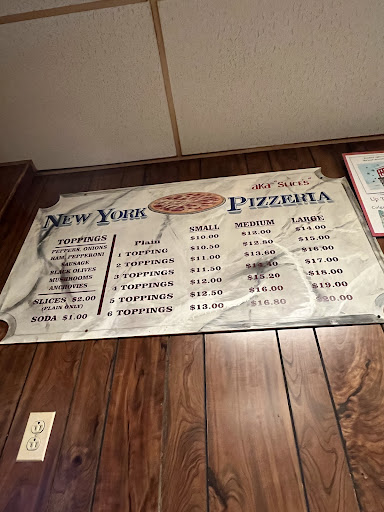 aka "SLICES"
NEW YORK PIZZERIA
TOPPINGS
PEPPERS, ONIONS
HAM, PEPPERONI
SAUSAGE
BLACK OLIVES
MUSHROOMS
ANCHOVIES
SLICES $2.00
(PLAIN ONLY)
SODA $1.00
SMALL MEDIUM LARGE
Plain $10.00 $12.00 $14.00
1 TOPPING $10.50 $12.80 $15.00
2 TOPPINGS $11.00 $13.60 $16.00
3 TOPPINGS $11.50 $14.40 $17.00
4 TOPPINGS $12.00 $15.20 $18.00
5 TOPPINGS $12.50 $16.00 $19.00
6 TOPPINGS $13.00 $16.80 $20.00